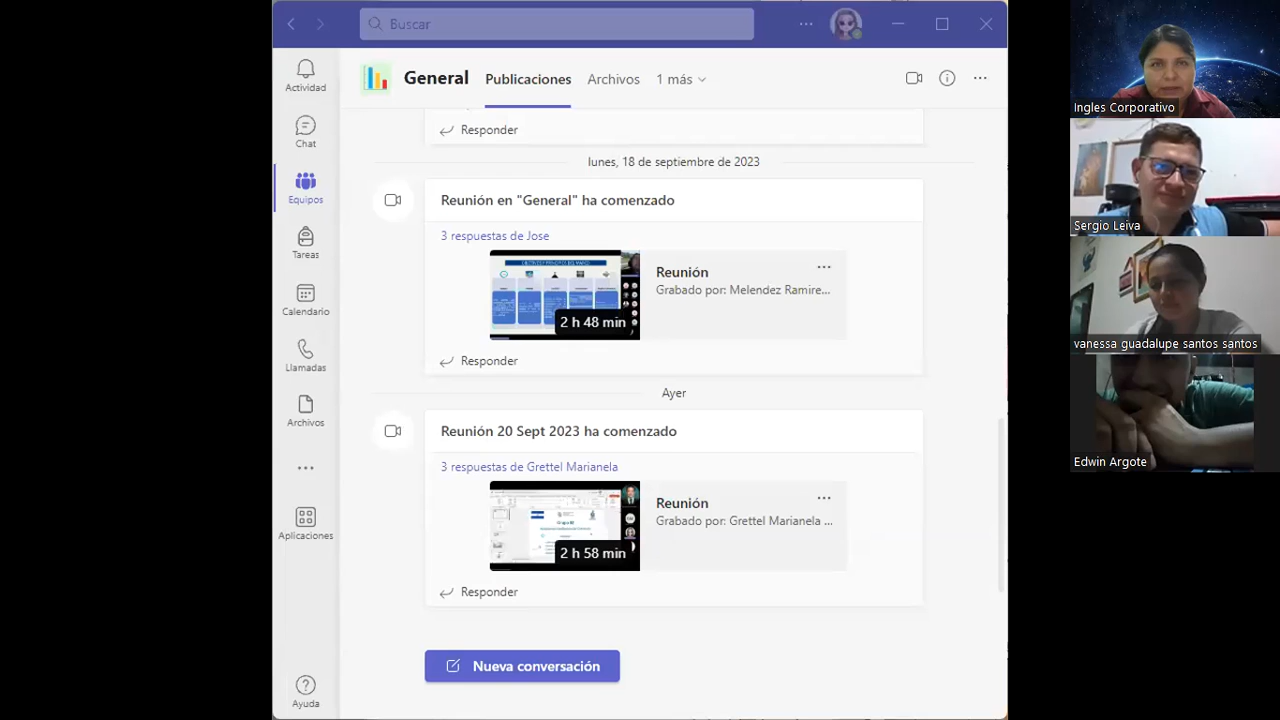 Buscar
General
Publicaciones
Archivos
1 más
Actividad
Chat
Equipos
Tareas
Calendario
Llamadas
Archivos
Aplicaciones
Ayuda
Responder
lunes, 18 de septiembre de 2023
Reunión en "General" ha comenzado
3 respuestas de Jose
2 h 48 min
Reunión
Grabado por: Melendez Ramire...
Responder
Ayer
Reunión 20 Sept 2023 ha comenzado
3 respuestas de Grettel Marianela
2 h 58 min
Reunión
Grabado por: Grettel Marianela ...
Responder
Nueva conversación
Ingles Corporativo
Sergio Leiva
vanessa guadalupe santos santos
Edwin Argote